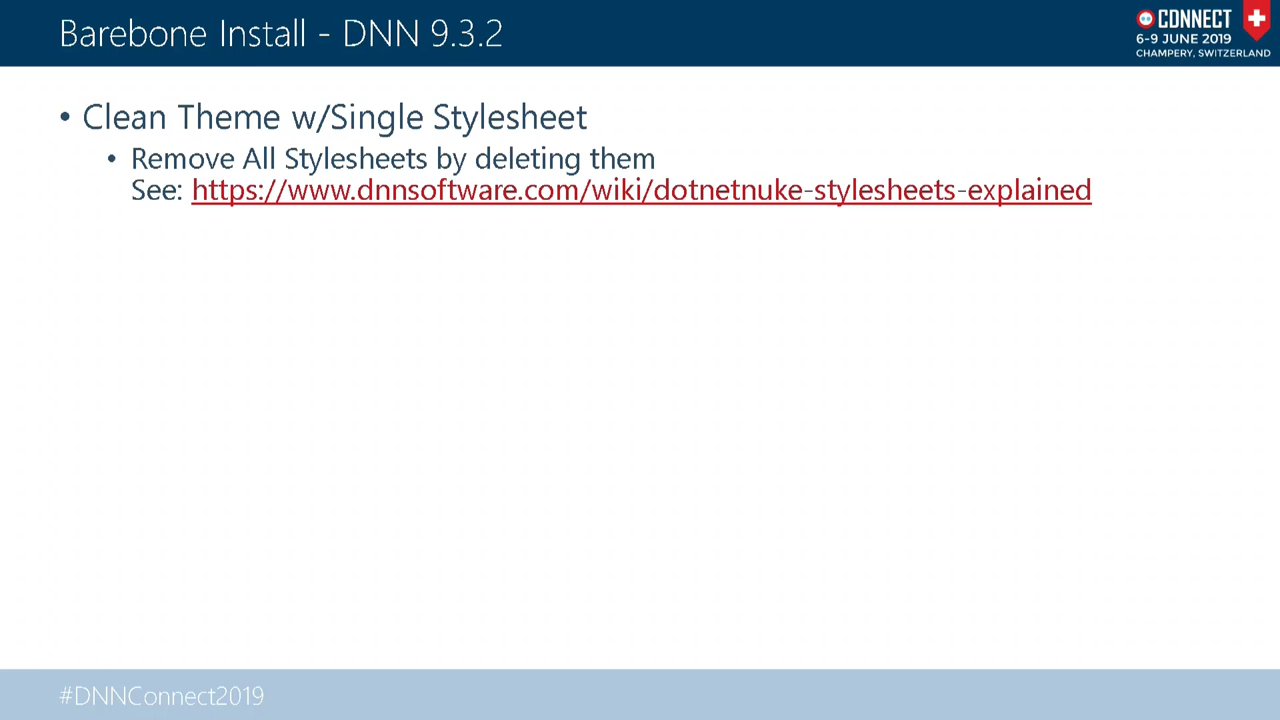 Barebone Install - DNN 9.3.2
CONNECT
6-9 JUNE 2019
CHAMPERY, SWITZERLAND
• Clean Theme w/Single Stylesheet
• Remove All Stylesheets by deleting them
See: https://www.dnnsoftware.com/wiki/dotnetnuke-stylesheets-explained
#DNNConnect2019